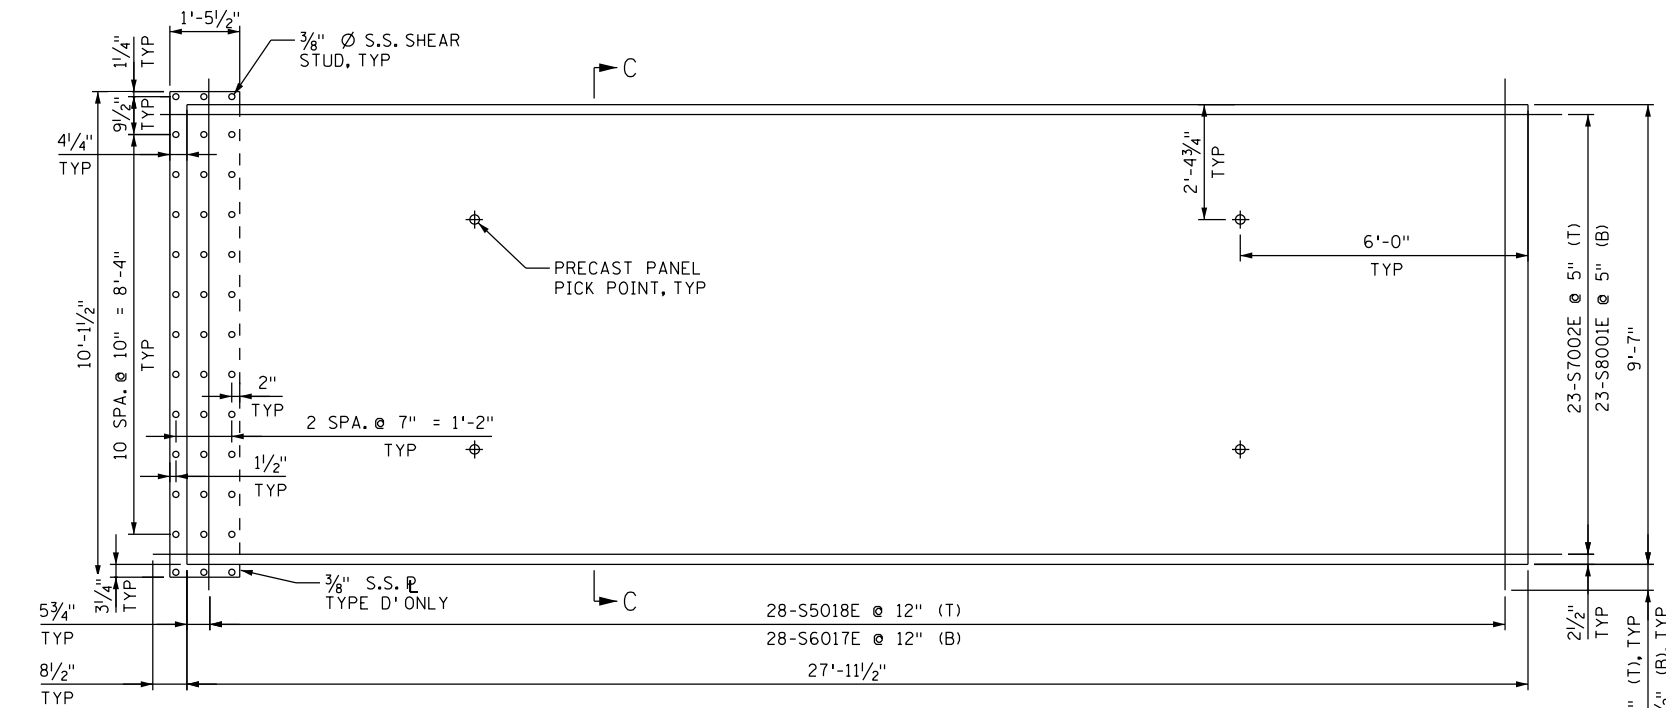 1'-5½"
⅜" Ø S.S. SHEAR
STUD, TYP
1¼"
TYP
9½"
TYP
4¼"
TYP
C
2'-4¾"
TYP
6'-0"
TYP
PRECAST PANEL
PICK POINT, TYP
10'-1½"
10 SPA. @ 10" = 8'-4"
TYP
23-S7002E @ 5" (T)
23-S8001E @ 5" (B)
9'-7"
2"
TYP
2 SPA. @ 7" = 1'-2"
TYP
1½"
TYP
3¼"
TYP
⅜" S.S. ℄
TYPE D' ONLY
C
5¾"
TYP
28-S5018E @ 12" (T)
28-S6017E @ 12" (B)
2½"
TYP
8½"
TYP
27'-11½"
(T), TYP
(B), TYP